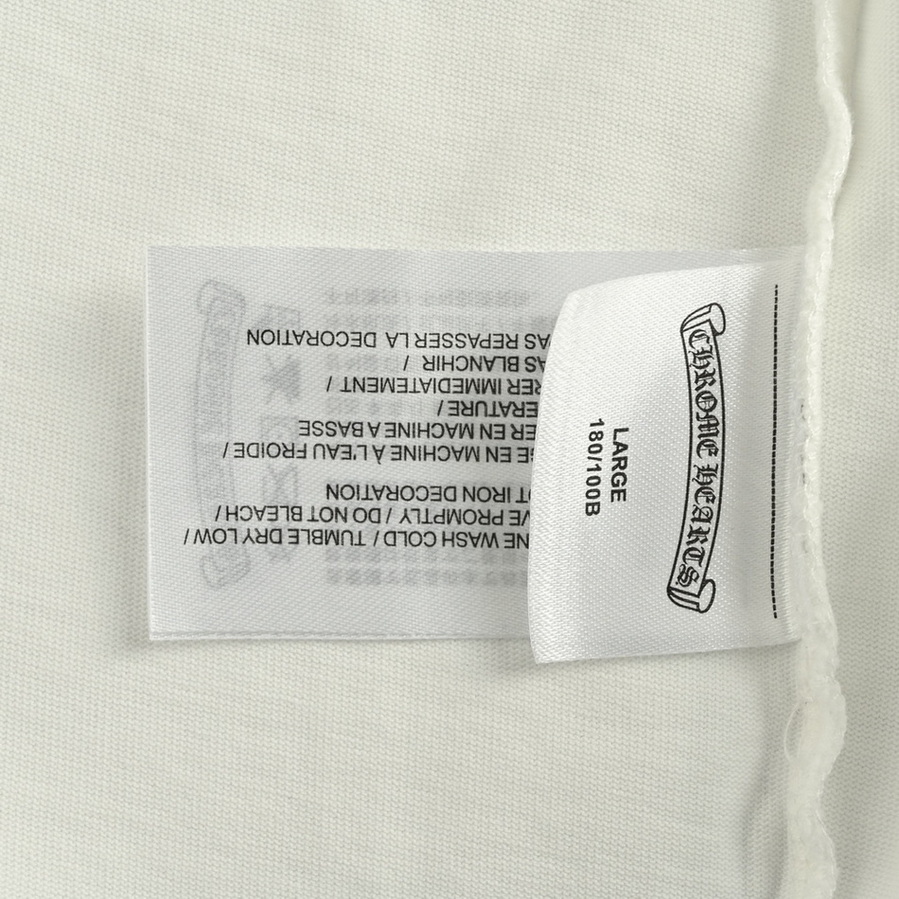 CHROME HEARTS
LARGE
180/100B
NE WASH COLD / TUMBLE DRY LOW /
VE PROMPTLY / DO NOT BLEACH /
T IRON DECORATION
GE EN MACHINE À L'EAU FROIDE /
ER EN MACHINE A BASSE
ERATURE /
RER IMMEDIATEMENT /
AS BLANCHIR /
AS REPASSER LA DECORATION